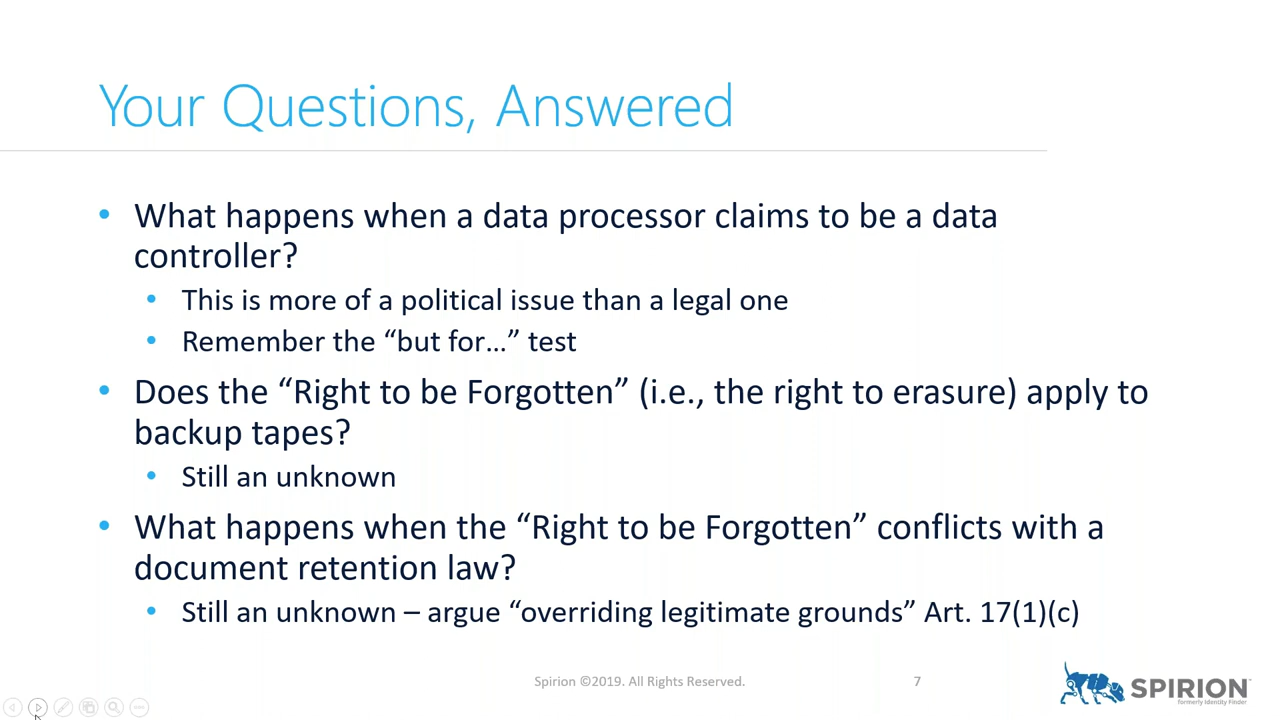 Your Questions, Answered
• What happens when a data processor claims to be a data
controller?
• This is more of a political issue than a legal one
• Remember the “but for…” test
• Does the “Right to be Forgotten” (i.e., the right to erasure) apply to
backup tapes?
• Still an unknown
• What happens when the “Right to be Forgotten” conflicts with a
document retention law?
• Still an unknown – argue “overriding legitimate grounds” Art. 17(1)(c)
Spirion ©2019. All Rights Reserved.
7
SPIRION
formerly Identity Finder